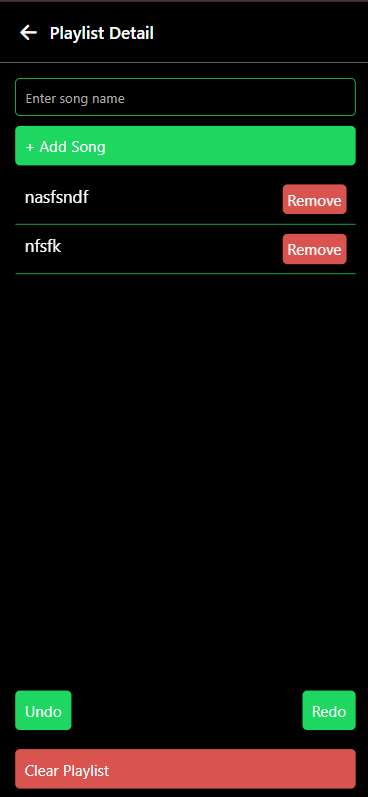 Playlist Detail
Enter song name
+ Add Song
nasfsndf Remove
nfsfk Remove
Undo Redo
Clear Playlist